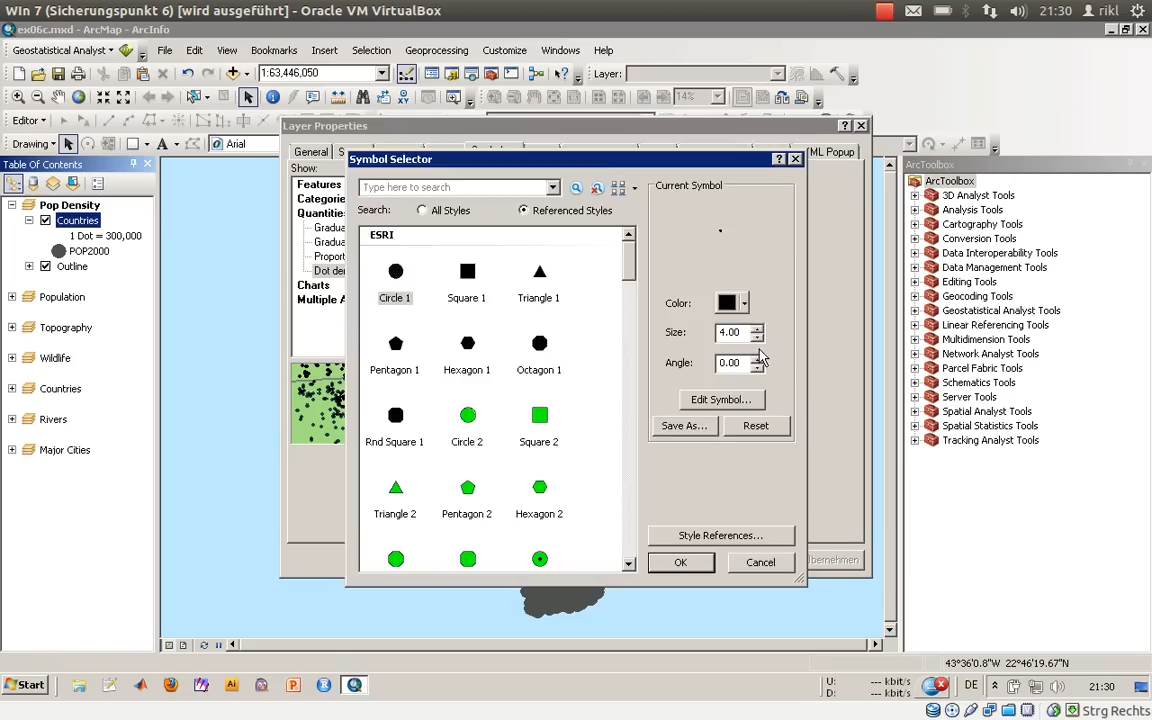 Win 7 (Sicherungspunkt 6) [wird ausgeführt] - Oracle VM VirtualBox
21:30
rikl
ex06c.mxd - ArcMap - ArcInfo
Geostatistical Analyst
File Edit View Bookmarks Insert Selection Geoprocessing Customize Windows Help
1:63,446,050
Layer:
14%
Editor
Drawing
Arial
Table Of Contents
Pop Density
Countries
1 Dot = 300,000
POP2000
Outline
Population
Topography
Wildlife
Countries
Rivers
Major Cities
Layer Properties
General
ML Popup
Show:
Features
Quantities
Dot den
Charts
Multiple A
Übernehmen
Symbol Selector
Type here to search
Search:
All Styles
Referenced Styles
ESRI
Circle 1 Square 1 Triangle 1
Pentagon 1 Hexagon 1 Octagon 1
Rnd Square 1 Circle 2 Square 2
Triangle 2 Pentagon 2 Hexagon 2
Current Symbol
Color:
Size: 4.00
Angle: 0.00
Edit Symbol...
Save As... Reset
Style References...
OK Cancel
ArcToolbox
ArcToolbox
3D Analyst Tools
Analysis Tools
Cartography Tools
Conversion Tools
Data Interoperability Tools
Data Management Tools
Editing Tools
Geocoding Tools
Geostatistical Analyst Tools
Linear Referencing Tools
Multidimension Tools
Network Analyst Tools
Parcel Fabric Tools
Schematics Tools
Server Tools
Spatial Analyst Tools
Spatial Statistics Tools
Tracking Analyst Tools
43°36'0.8"W 22°46'19.67"N
Start
U: --- kbit/s
D: --- kbit/s
DE
21:30
Strg Rechts